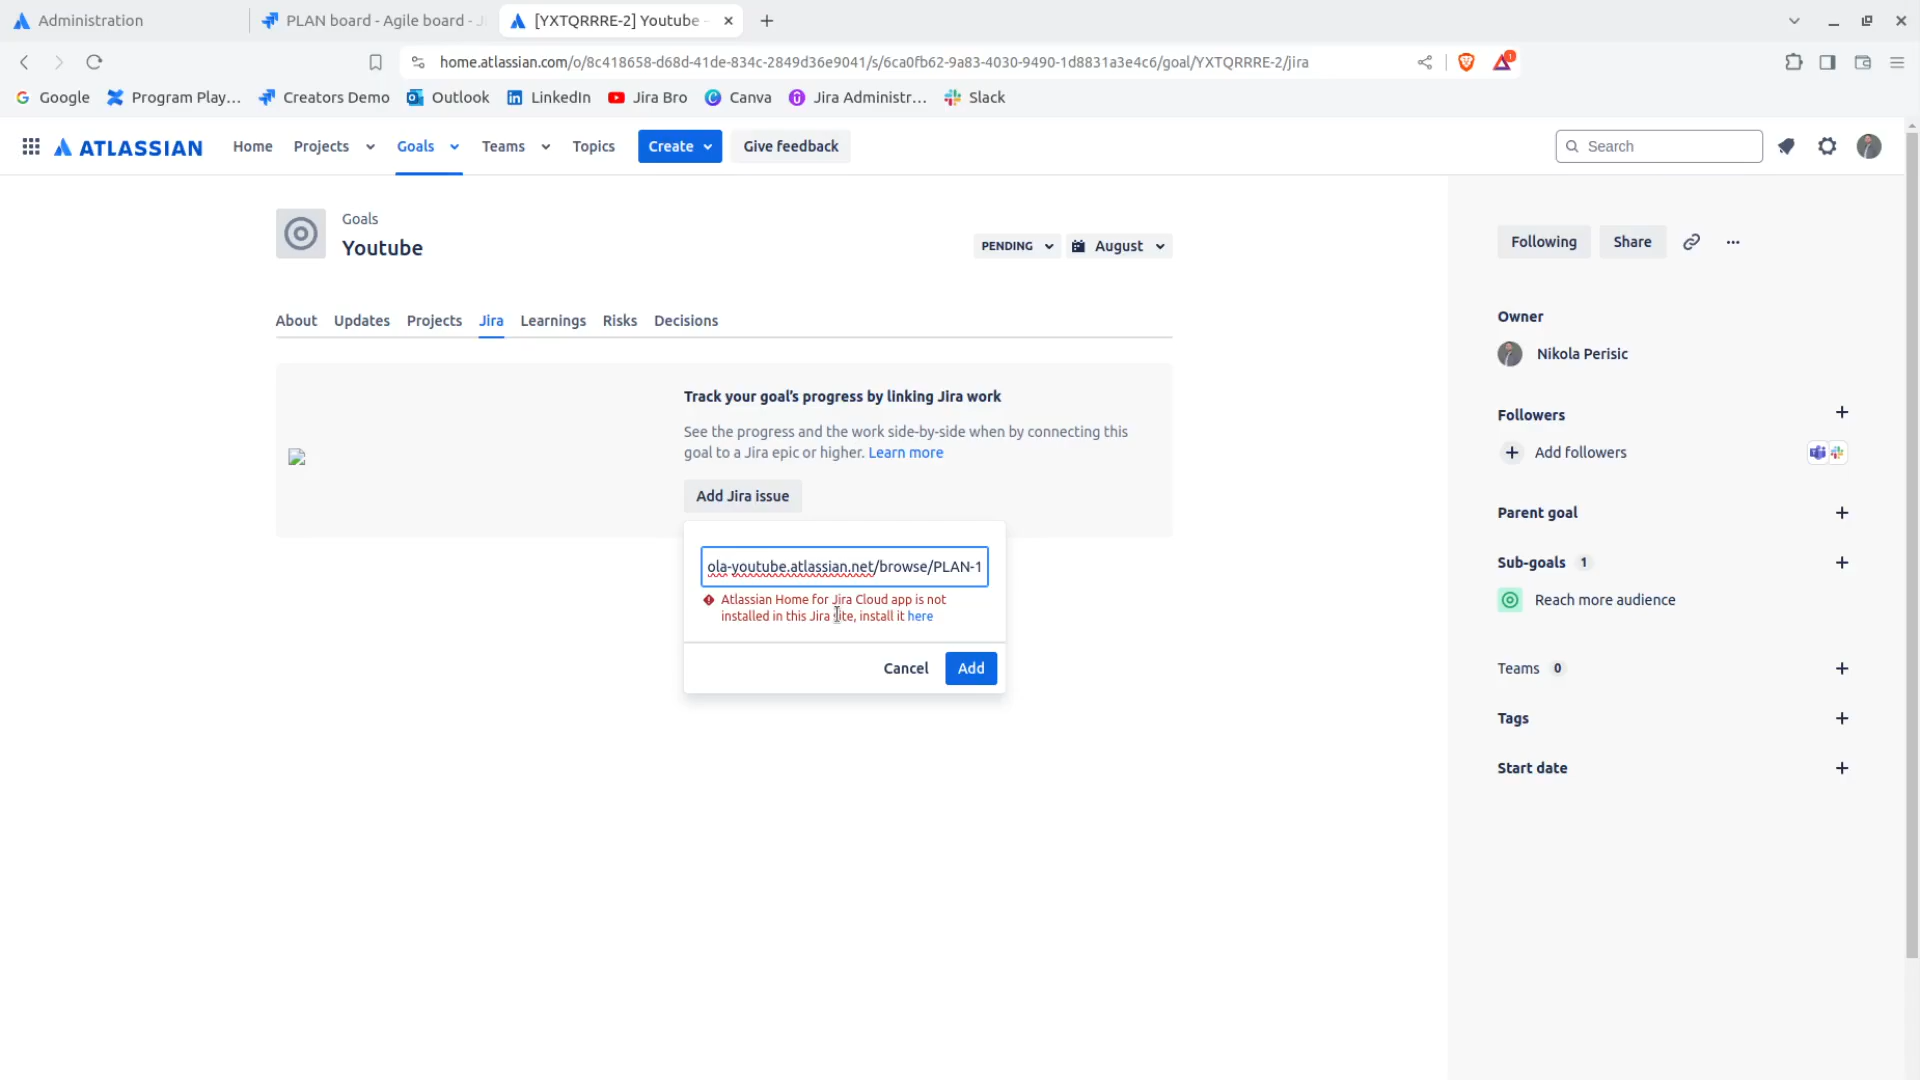 Administration
PLAN board - Agile board - J
[YXTQRRRE-2] Youtube -
home.atlassian.com/o/8c418658-d68d-41de-834c-2849d36e9041/s/6ca0fb62-9a83-4030-9490-1d8831a3e4c6/goal/YXTQRRRE-2/jira
1
Google
Program Play...
Creators Demo
Outlook
LinkedIn
Jira Bro
Canva
Jira Administr...
Slack
ATLASSIAN
Home
Projects
Goals
Teams
Topics
Create
Give feedback
Search
Goals
Youtube
PENDING
August
Following
Share
About
Updates
Projects
Jira
Learnings
Risks
Decisions
Track your goal's progress by linking Jira work
See the progress and the work side-by-side when by connecting this
goal to a Jira epic or higher. Learn more
Add Jira issue
ola-youtube.atlassian.net/browse/PLAN-1
Atlassian Home for Jira Cloud app is not
installed in this Jira site, install it here
Cancel
Add
Owner
Nikola Perisic
Followers
Add followers
Parent goal
Sub-goals 1
Reach more audience
Teams 0
Tags
Start date